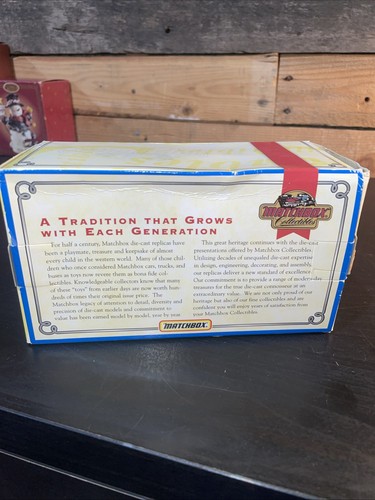 A Tradition that Grows
with Each Generation
For half a century, Matchbox die-cast replicas have
been a playmate, treasure and keepsake of almost
every child in the western world. Many of those chil-
dren who once considered Matchbox cars, trucks, and
buses as toys now revere them as bona fide col-
lectibles. Knowledgeable collectors know that many
of these "toys" from earlier days are now worth hun-
dreds of times their original issue price. The
Matchbox legacy of attention to detail, diversity and
precision of die cast models and commitment to
value has been earned model by model, year by year.
This great heritage continues with the die-cast
presentations offered by Matchbox Collectibles.
Utilizing decades of unequaled die-cast expertise
in design, engineering, decorating, and assembly,
our replicas deliver a new standard of excellence.
Our commitment is to provide a range of modern-day
treasures for the true die-cast connoisseur at an
extraordinary value. We are not only proud of our
heritage but also of our true collectibles and are
confident you will enjoy years of satisfaction from
your Matchbox Collectibles.
MATCHBOX
Collectibles
MATCHBOX